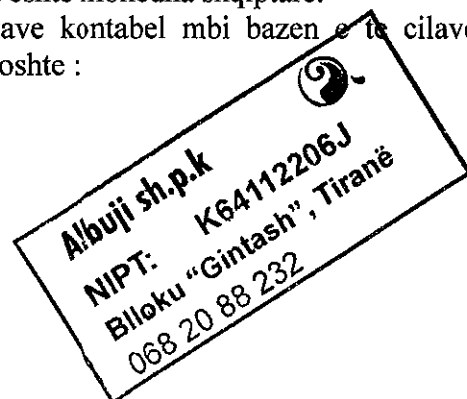 eshte monedha shqiptare.
ave kontabel mbi bazen e te cilave
oshte :
Albuji sh.p.k
NIPT: K64112206J
Blloku "Gintash" , Tiranë
068 20 88 232